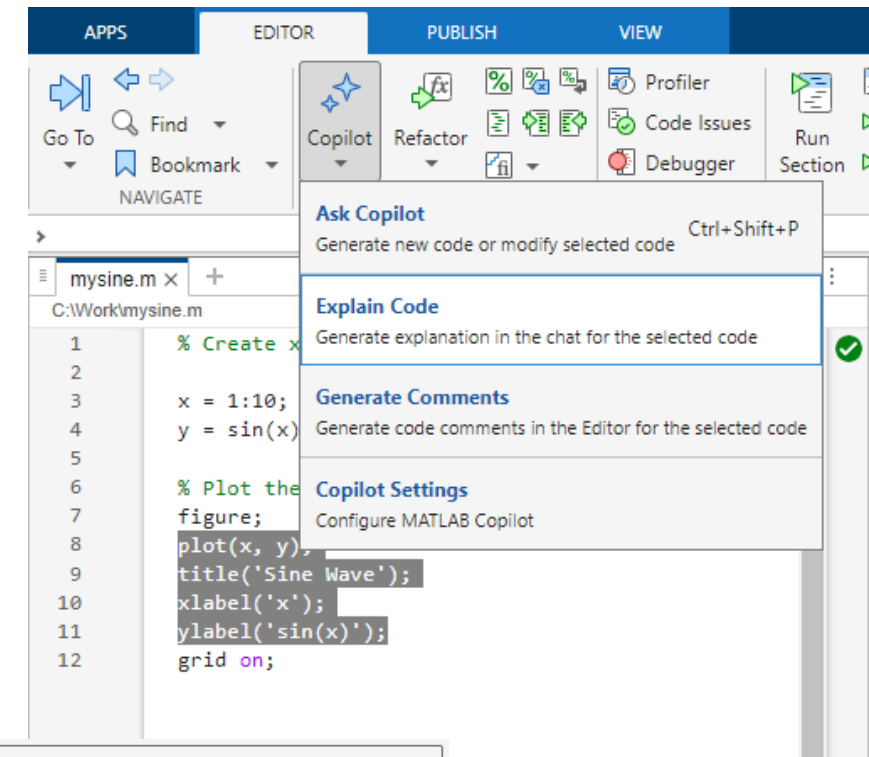 APPS EDITOR PUBLISH VIEW
Go To
Find
Bookmark
NAVIGATE
Copilot
Refactor
Profiler
Code Issues
Debugger
Run
Section
Ask Copilot
Generate new code or modify selected code
Ctrl+Shift+P
Explain Code
Generate explanation in the chat for the selected code
Generate Comments
Generate code comments in the Editor for the selected code
Copilot Settings
Configure MATLAB Copilot
mysine.m × +
C:\Work\mysine.m
1 % Create x
2
3 x = 1:10;
4 y = sin(x)
5
6 % Plot the
7 figure;
8 plot(x, y);
9 title('Sine Wave');
10 xlabel('x');
11 ylabel('sin(x)');
12 grid on;